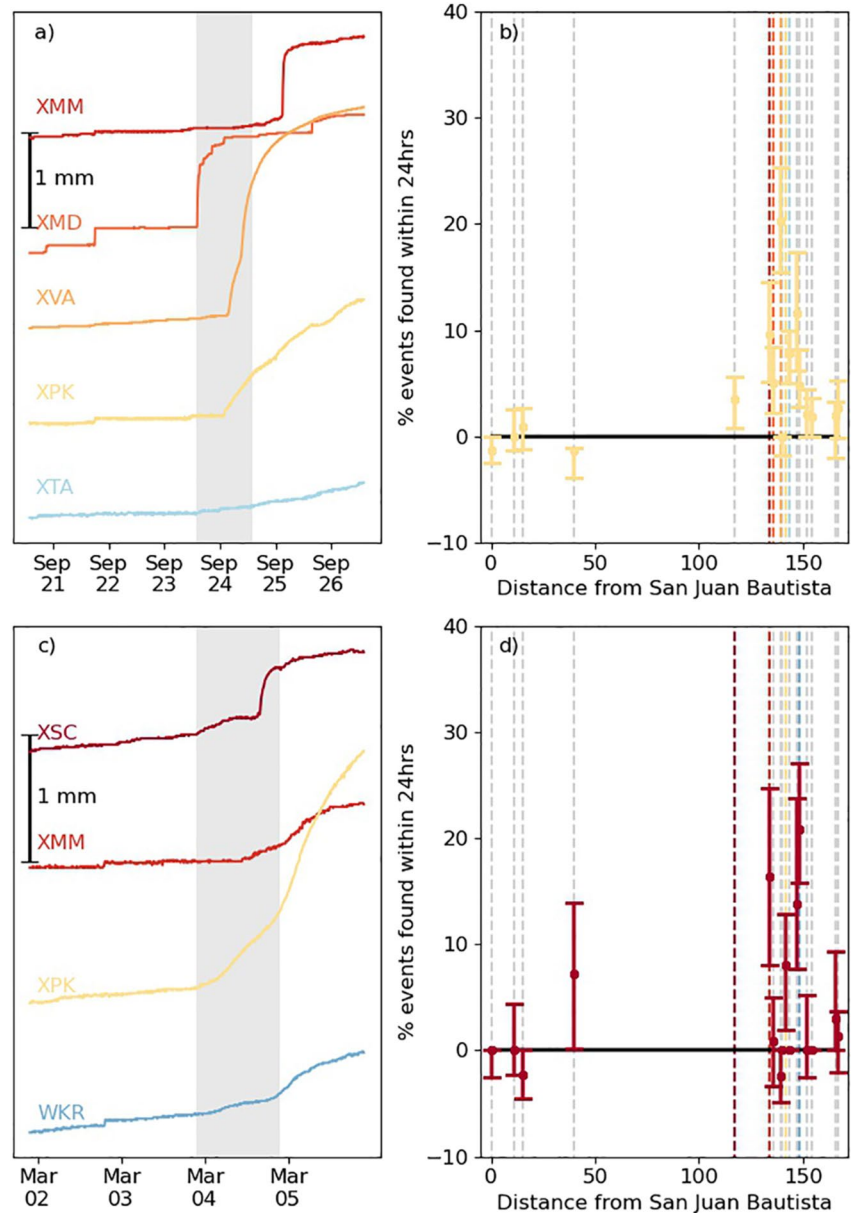 a)
XMM
1 mm
XMD
XVA
XPK
XTA
Sep Sep Sep Sep Sep Sep
21 22 23 24 25 26
b)
40
30
20
10
0
−10
% events found within 24hrs
0 50 100 150
Distance from San Juan Bautista
c)
XSC
1 mm
XMM
XPK
WKR
Mar Mar Mar Mar
02 03 04 05
d)
40
30
20
10
0
−10
% events found within 24hrs
0 50 100 150
Distance from San Juan Bautista